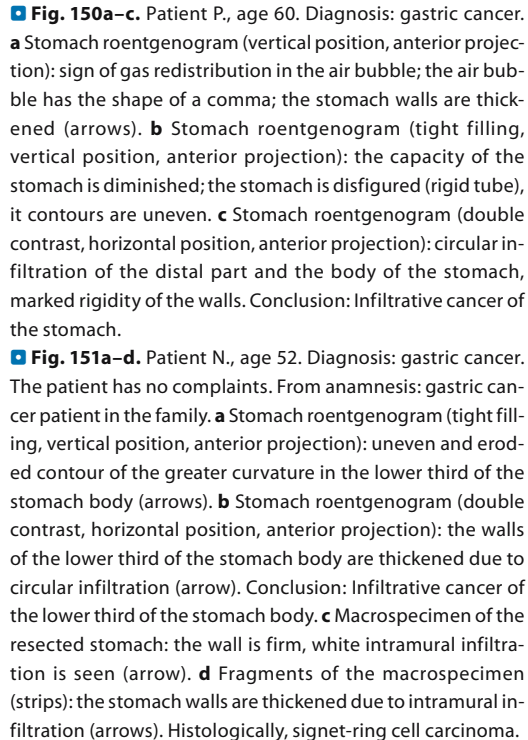 Fig. 150a–c. Patient P., age 60. Diagnosis: gastric cancer.
a Stomach roentgenogram (vertical position, anterior projec-
tion): sign of gas redistribution in the air bubble; the air bub-
ble has the shape of a comma; the stomach walls are thick-
ened (arrows). b Stomach roentgenogram (tight filling,
vertical position, anterior projection): the capacity of the
stomach is diminished; the stomach is disfigured (rigid tube),
it contours are uneven. c Stomach roentgenogram (double
contrast, horizontal position, anterior projection): circular in-
filtration of the distal part and the body of the stomach,
marked rigidity of the walls. Conclusion: Infiltrative cancer of
the stomach.
Fig. 151a–d. Patient N., age 52. Diagnosis: gastric cancer.
The patient has no complaints. From anamnesis: gastric can-
cer patient in the family. a Stomach roentgenogram (tight fill-
ing, vertical position, anterior projection): uneven and erod-
ed contour of the greater curvature in the lower third of the
stomach body (arrows). b Stomach roentgenogram (double
contrast, horizontal position, anterior projection): the walls
of the lower third of the stomach body are thickened due to
circular infiltration (arrow). Conclusion: Infiltrative cancer of
the lower third of the stomach body. c Macrospecimen of the
resected stomach: the wall is firm, white intramural infiltra-
tion is seen (arrow). d Fragments of the macrospecimen
(strips): the stomach walls are thickened due to intramural in-
filtration (arrows). Histologically, signet-ring cell carcinoma.